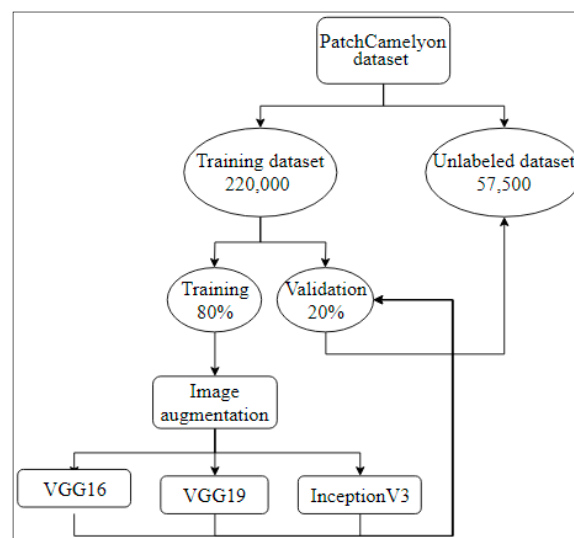 PatchCamelyon
dataset
Training dataset
220,000
Unlabeled dataset
57,500
Training
80%
Validation
20%
Image
augmentation
VGG16
VGG19
InceptionV3